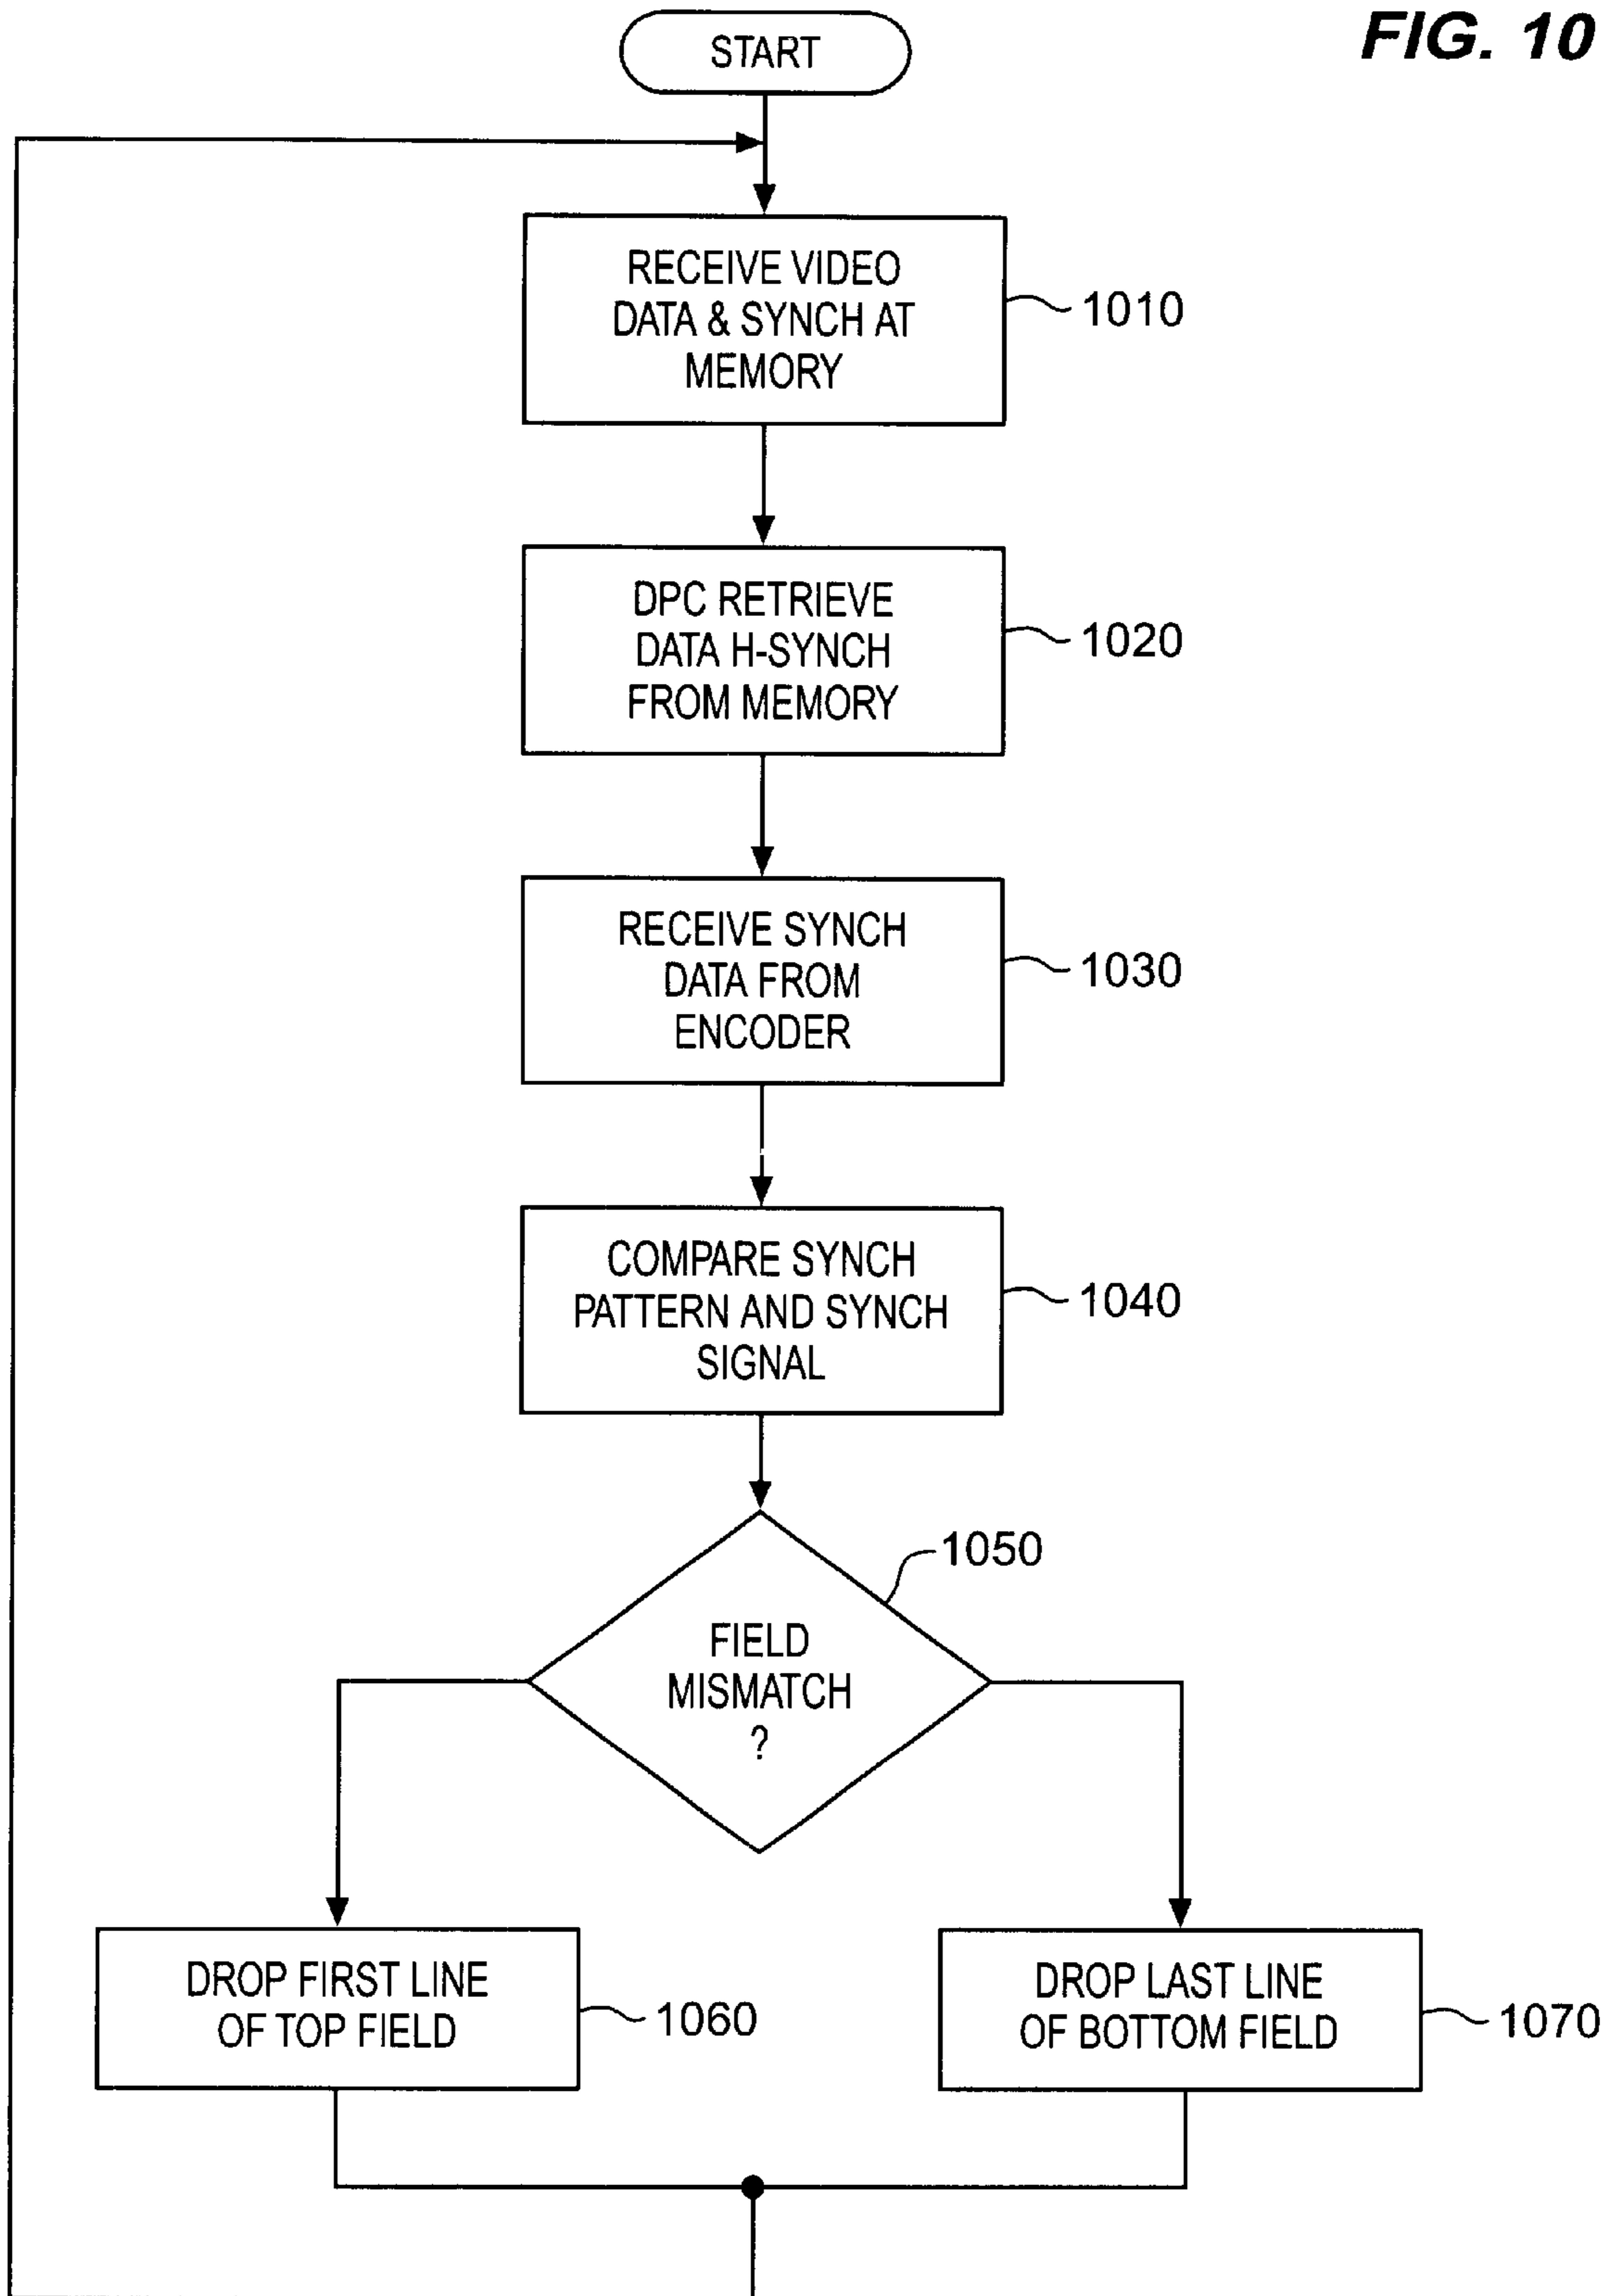 FIG. 10
START
RECEIVE VIDEO
DATA & SYNCH AT
MEMORY
1010
DPC RETRIEVE
DATA H-SYNCH
FROM MEMORY
1020
RECEIVE SYNCH
DATA FROM
ENCODER
1030
COMPARE SYNCH
PATTERN AND SYNCH
SIGNAL
1040
1050
FIELD
MISMATCH
?
DROP FIRST LINE
OF TOP FIELD
1060
DROP LAST LINE
OF BOTTOM FIELD
1070